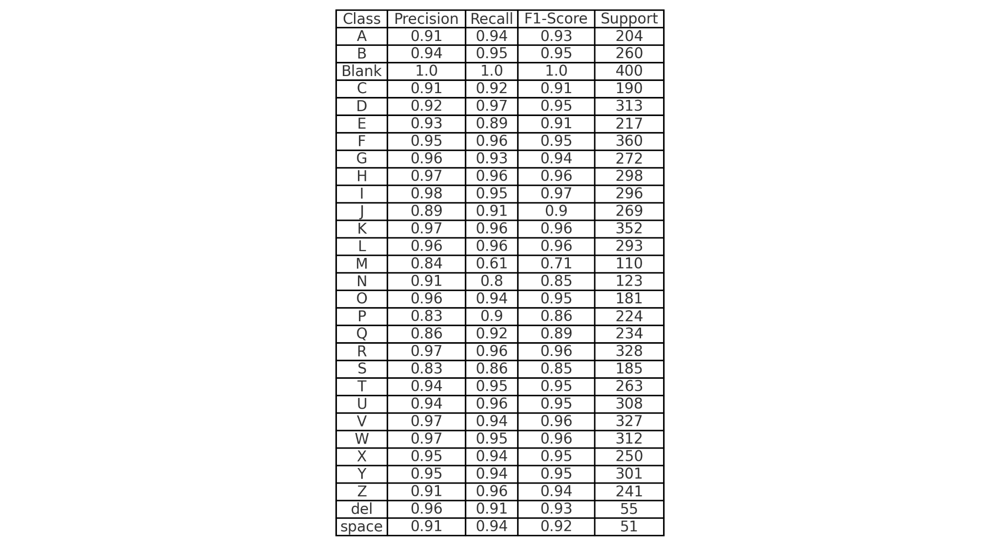 Class Precision Recall F1-Score Support
A 0.91 0.94 0.93 204
B 0.94 0.95 0.95 260
Blank 1.0 1.0 1.0 400
C 0.91 0.92 0.91 190
D 0.92 0.97 0.95 313
E 0.93 0.89 0.91 217
F 0.95 0.96 0.95 360
G 0.96 0.93 0.94 272
H 0.97 0.96 0.96 298
I 0.98 0.95 0.97 296
J 0.89 0.91 0.9 269
K 0.97 0.96 0.96 352
L 0.96 0.96 0.96 293
M 0.84 0.61 0.71 110
N 0.91 0.8 0.85 123
O 0.96 0.94 0.95 181
P 0.83 0.9 0.86 224
Q 0.86 0.92 0.89 234
R 0.97 0.96 0.96 328
S 0.83 0.86 0.85 185
T 0.94 0.95 0.95 263
U 0.94 0.96 0.95 308
V 0.97 0.94 0.96 327
W 0.97 0.95 0.96 312
X 0.95 0.94 0.95 250
Y 0.95 0.94 0.95 301
Z 0.91 0.96 0.94 241
del 0.96 0.91 0.93 55
space 0.91 0.94 0.92 51